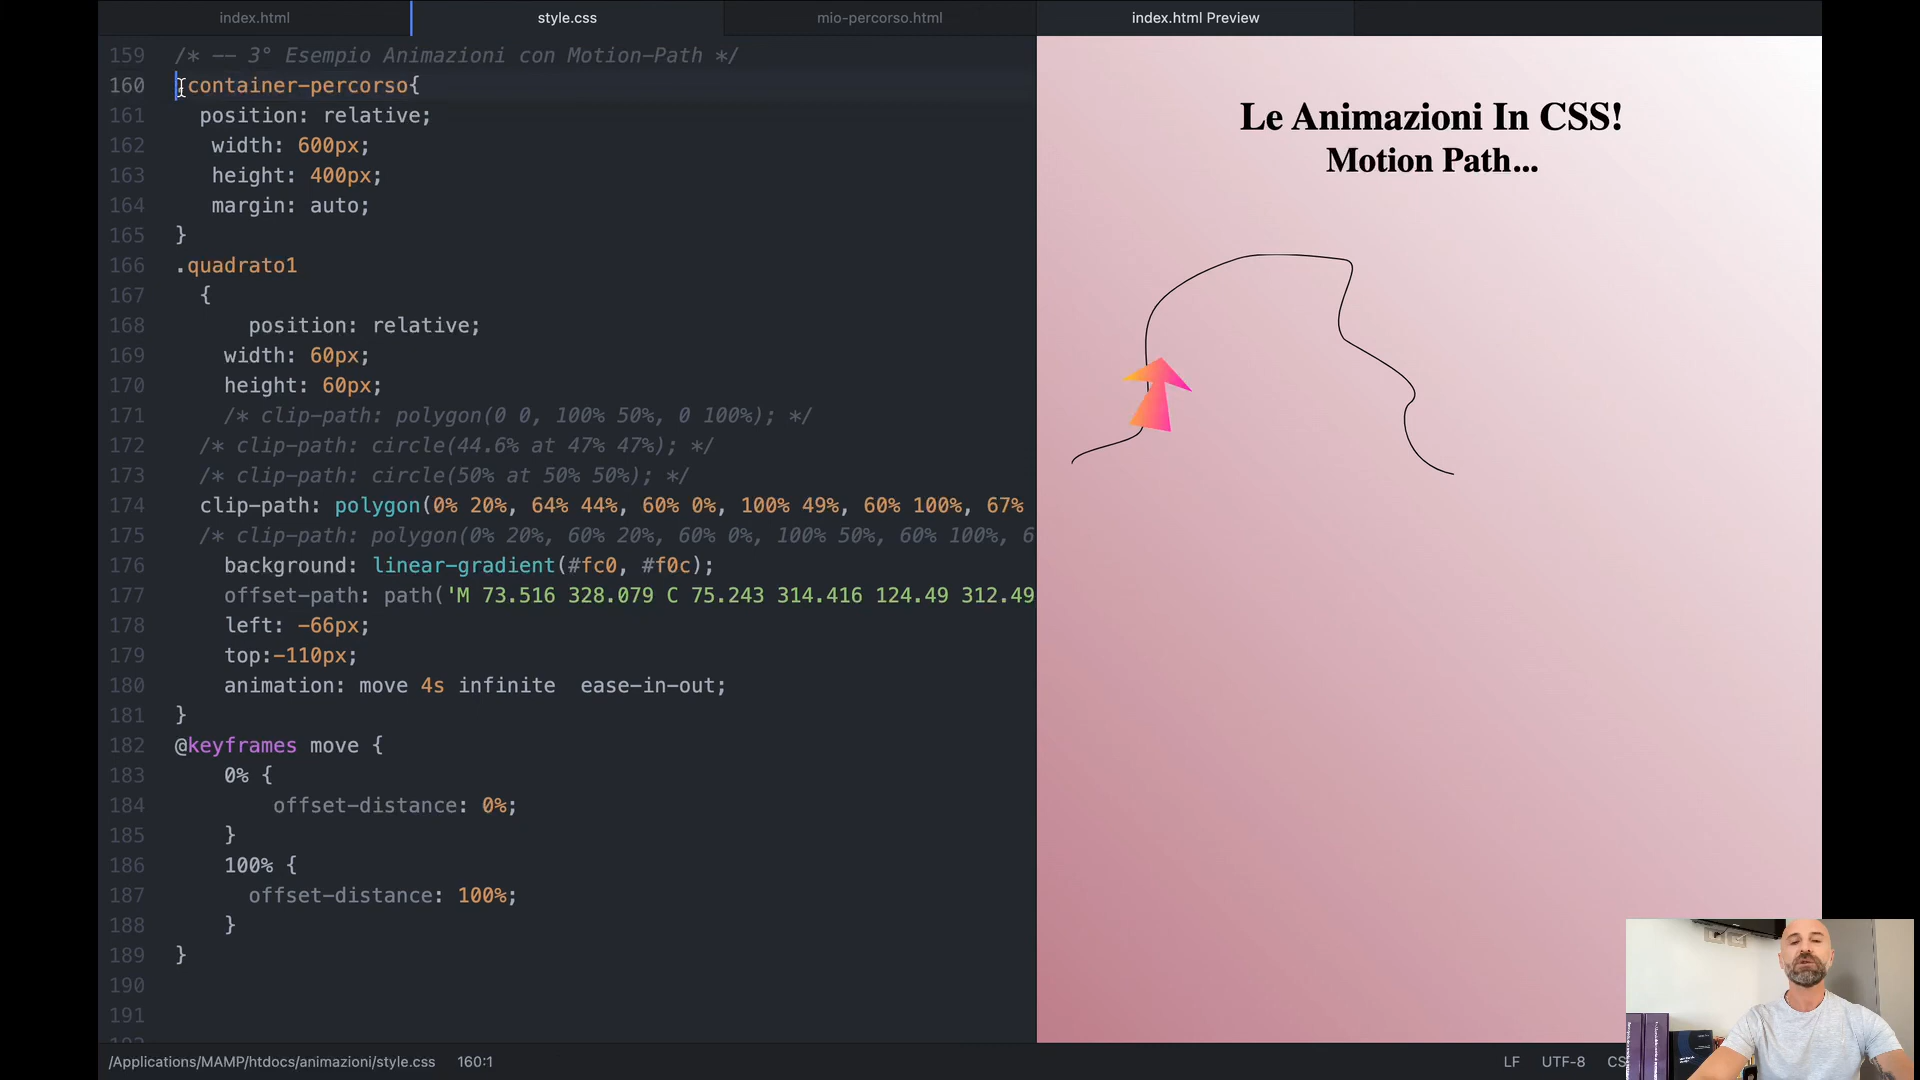 index.html
style.css
mio-percorso.html
index.html Preview
159 /* -- 3° Esempio Animazioni con Motion-Path */
160 .container-percorso{
161 position: relative;
162 width: 600px;
163 height: 400px;
164 margin: auto;
165 }
166 .quadrato1
167 {
168 position: relative;
169 width: 60px;
170 height: 60px;
171 /* clip-path: polygon(0 0, 100% 50%, 0 100%); */
172 /* clip-path: circle(44.6% at 47% 47%); */
173 /* clip-path: circle(50% at 50% 50%); */
174 clip-path: polygon(0% 20%, 64% 44%, 60% 0%, 100% 49%, 60% 100%, 67%
175 /* clip-path: polygon(0% 20%, 60% 20%, 60% 0%, 100% 50%, 60% 100%, 6
176 background: linear-gradient(#fc0, #f0c);
177 offset-path: path('M 73.516 328.079 C 75.243 314.416 124.49 312.49
178 left: -66px;
179 top:-110px;
180 animation: move 4s infinite  ease-in-out;
181 }
182 @keyframes move {
183 0% {
184 offset-distance: 0%;
185 }
186 100% {
187 offset-distance: 100%;
188 }
189 }
190
191
Le Animazioni In CSS!
Motion Path...
/Applications/MAMP/htdocs/animazioni/style.css 160:1
LF UTF-8 CS